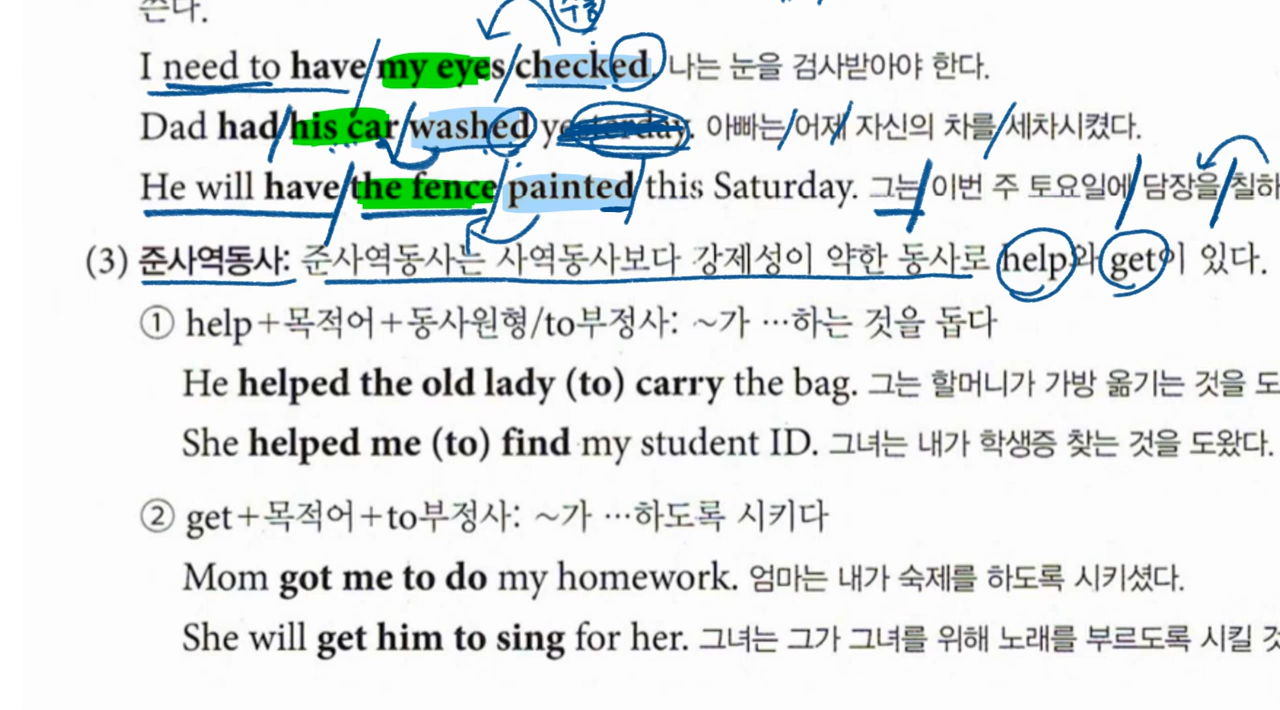 쓴다.
수동
I need to have my eyes checked. 나는 눈을 검사받아야 한다.
Dad had his car washed yesterday. 아빠는 어제 자신의 차를 세차시켰다.
He will have the fence painted this Saturday. 그는 이번 주 토요일에 담장을 칠하
(3) 준사역동사: 준사역동사는 사역동사보다 강제성이 약한 동사로 help와 get이 있다.
① help+목적어+동사원형/to부정사: ~가 …하는 것을 돕다
He helped the old lady (to) carry the bag. 그는 할머니가 가방 옮기는 것을 도
She helped me (to) find my student ID. 그녀는 내가 학생증 찾는 것을 도왔다.
② get+목적어+to부정사: ~가 …하도록 시키다
Mom got me to do my homework. 엄마는 내가 숙제를 하도록 시키셨다.
She will get him to sing for her. 그녀는 그가 그녀를 위해 노래를 부르도록 시킬 것